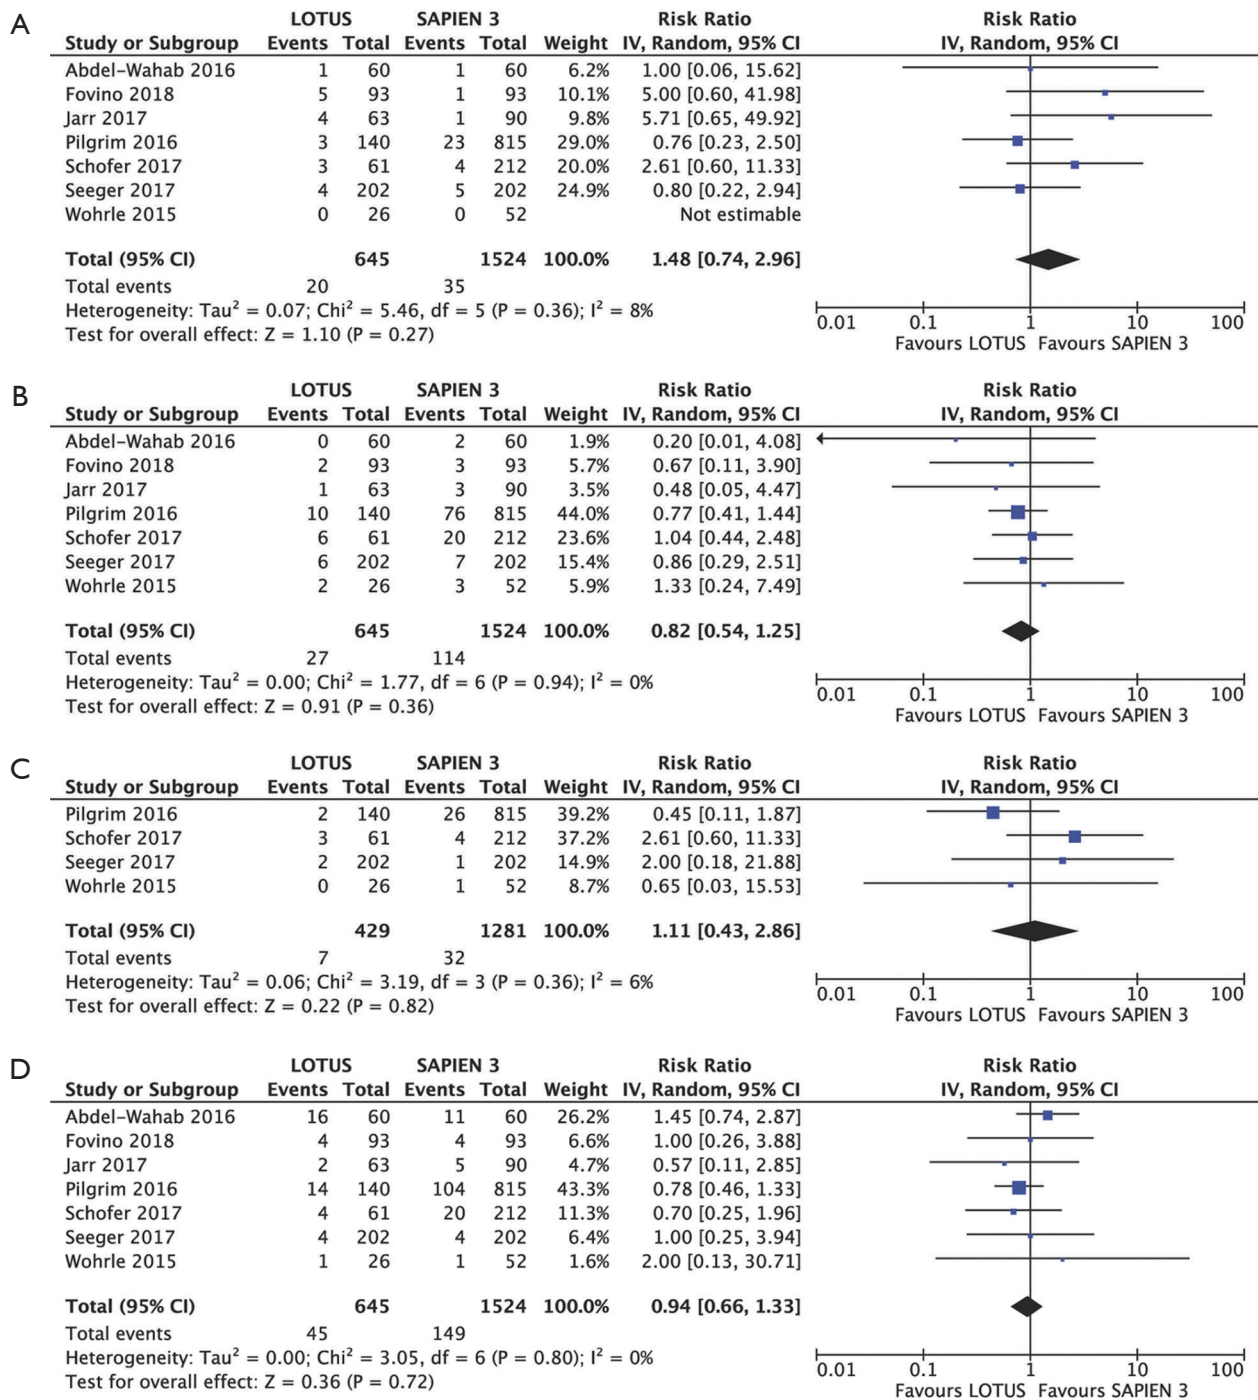 A
LOTUS SAPIEN 3 Risk Ratio Risk Ratio
Study or Subgroup Events Total Events Total Weight IV, Random, 95% CI IV, Random, 95% CI
Abdel-Wahab 2016 1 60 1 60 6.2% 1.00 [0.06, 15.62]
Fovino 2018 5 93 1 93 10.1% 5.00 [0.60, 41.98]
Jarr 2017 4 63 1 90 9.8% 5.71 [0.65, 49.92]
Pilgrim 2016 3 140 23 815 29.0% 0.76 [0.23, 2.50]
Schofer 2017 3 61 4 212 20.0% 2.61 [0.60, 11.33]
Seeger 2017 4 202 5 202 24.9% 0.80 [0.22, 2.94]
Wohrle 2015 0 26 0 52 Not estimable
Total (95% CI) 645 1524 100.0% 1.48 [0.74, 2.96]
Total events 20 35
Heterogeneity: Tau² = 0.07; Chi² = 5.46, df = 5 (P = 0.36); I² = 8%
Test for overall effect: Z = 1.10 (P = 0.27)
0.01 0.1 1 10 100
Favours LOTUS Favours SAPIEN 3
B
LOTUS SAPIEN 3 Risk Ratio Risk Ratio
Study or Subgroup Events Total Events Total Weight IV, Random, 95% CI IV, Random, 95% CI
Abdel-Wahab 2016 0 60 2 60 1.9% 0.20 [0.01, 4.08]
Fovino 2018 2 93 3 93 5.7% 0.67 [0.11, 3.90]
Jarr 2017 1 63 3 90 3.5% 0.48 [0.05, 4.47]
Pilgrim 2016 10 140 76 815 44.0% 0.77 [0.41, 1.44]
Schofer 2017 6 61 20 212 23.6% 1.04 [0.44, 2.48]
Seeger 2017 6 202 7 202 15.4% 0.86 [0.29, 2.51]
Wohrle 2015 2 26 3 52 5.9% 1.33 [0.24, 7.49]
Total (95% CI) 645 1524 100.0% 0.82 [0.54, 1.25]
Total events 27 114
Heterogeneity: Tau² = 0.00; Chi² = 1.77, df = 6 (P = 0.94); I² = 0%
Test for overall effect: Z = 0.91 (P = 0.36)
0.01 0.1 1 10 100
Favours LOTUS Favours SAPIEN 3
C
LOTUS SAPIEN 3 Risk Ratio Risk Ratio
Study or Subgroup Events Total Events Total Weight IV, Random, 95% CI IV, Random, 95% CI
Pilgrim 2016 2 140 26 815 39.2% 0.45 [0.11, 1.87]
Schofer 2017 3 61 4 212 37.2% 2.61 [0.60, 11.33]
Seeger 2017 2 202 1 202 14.9% 2.00 [0.18, 21.88]
Wohrle 2015 0 26 1 52 8.7% 0.65 [0.03, 15.53]
Total (95% CI) 429 1281 100.0% 1.11 [0.43, 2.86]
Total events 7 32
Heterogeneity: Tau² = 0.06; Chi² = 3.19, df = 3 (P = 0.36); I² = 6%
Test for overall effect: Z = 0.22 (P = 0.82)
0.01 0.1 1 10 100
Favours LOTUS Favours SAPIEN 3
D
LOTUS SAPIEN 3 Risk Ratio Risk Ratio
Study or Subgroup Events Total Events Total Weight IV, Random, 95% CI IV, Random, 95% CI
Abdel-Wahab 2016 16 60 11 60 26.2% 1.45 [0.74, 2.87]
Fovino 2018 4 93 4 93 6.6% 1.00 [0.26, 3.88]
Jarr 2017 2 63 5 90 4.7% 0.57 [0.11, 2.85]
Pilgrim 2016 14 140 104 815 43.3% 0.78 [0.46, 1.33]
Schofer 2017 4 61 20 212 11.3% 0.70 [0.25, 1.96]
Seeger 2017 4 202 4 202 6.4% 1.00 [0.25, 3.94]
Wohrle 2015 1 26 1 52 1.6% 2.00 [0.13, 30.71]
Total (95% CI) 645 1524 100.0% 0.94 [0.66, 1.33]
Total events 45 149
Heterogeneity: Tau² = 0.00; Chi² = 3.05, df = 6 (P = 0.80); I² = 0%
Test for overall effect: Z = 0.36 (P = 0.72)
0.01 0.1 1 10 100
Favours LOTUS Favours SAPIEN 3